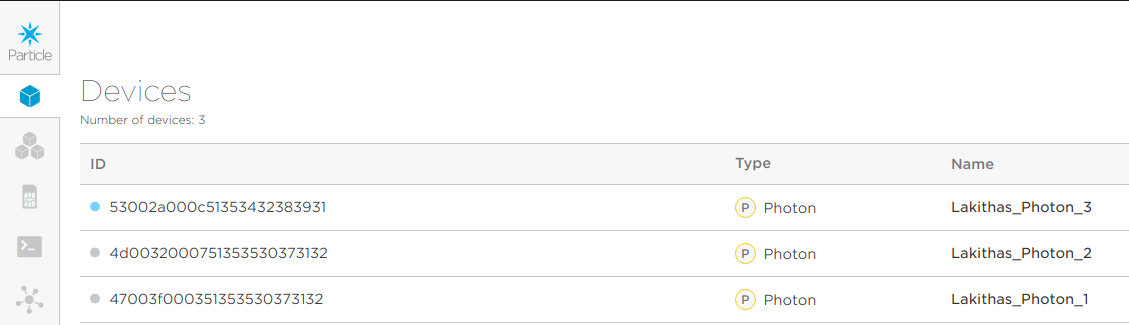 Particle
Devices
Number of devices: 3
ID Type Name
53002a000c51353432383931 P Photon Lakithas_Photon_3
4d0032000751353530373132 P Photon Lakithas_Photon_2
47003f000351353530373132 P Photon Lakithas_Photon_1